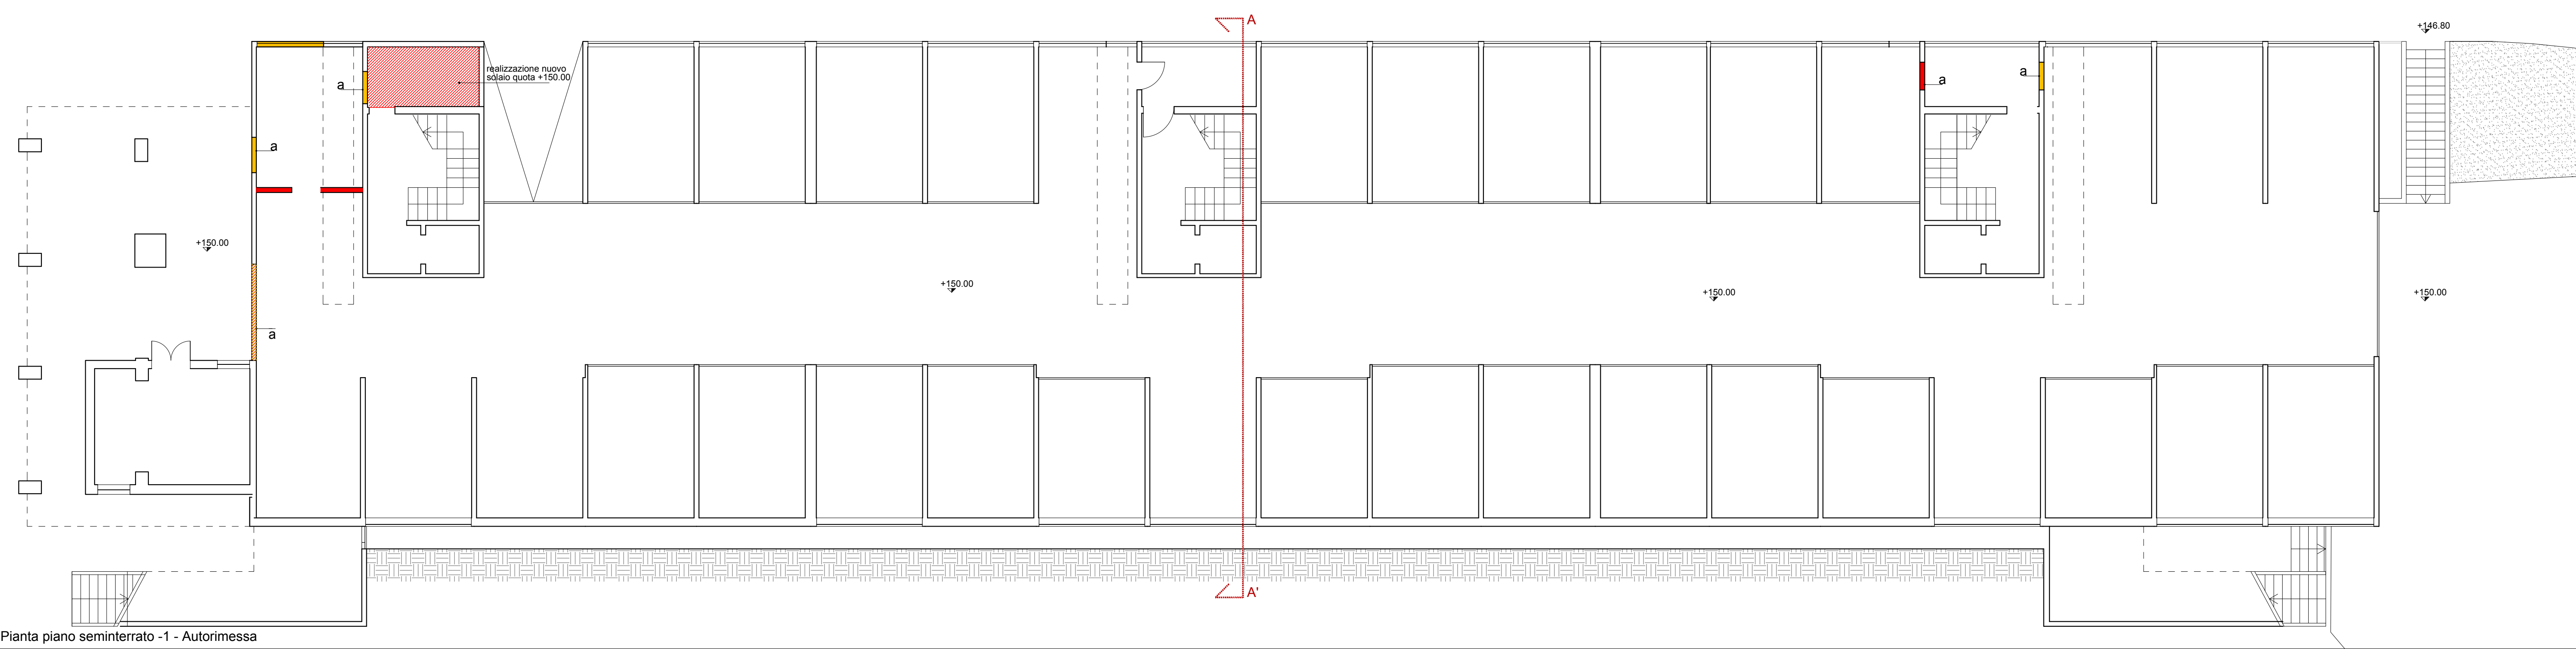 A
+146.80
realizzazione nuovo
solaio quota +150.00
a
a
a
a
+150.00
+150.00
+150.00
+150.00
a
A'
Pianta piano seminterrato -1 - Autorimessa